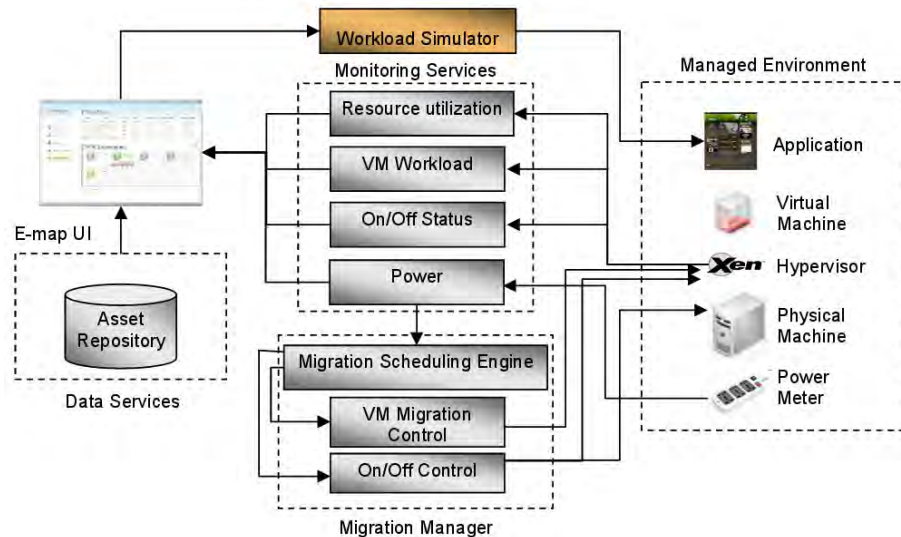 Workload Simulator
Monitoring Services
Resource utilization
VM Workload
On/Off Status
Power
E-map UI
Asset
Repository
Data Services
Migration Scheduling Engine
VM Migration
Control
On/Off Control
Migration Manager
Managed Environment
Application
Virtual
Machine
Xen
Hypervisor
Physical
Machine
Power
Meter